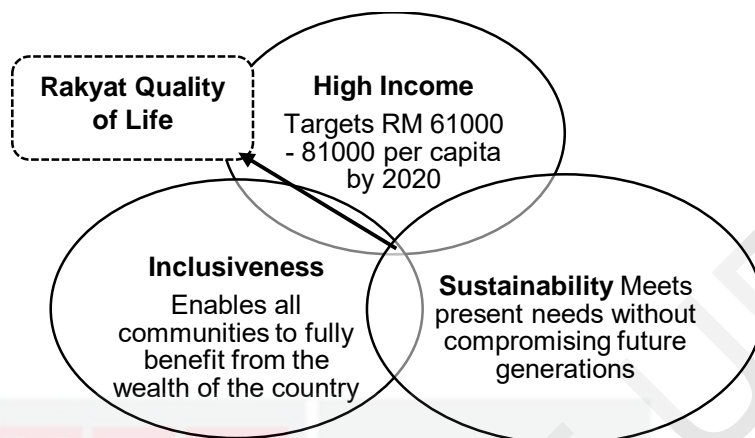 Rakyat Quality
of Life
High Income
Targets RM 61000
- 81000 per capita
by 2020
Inclusiveness
Enables all
communities to fully
benefit from the
wealth of the country
Sustainability Meets
present needs without
compromising future
generations